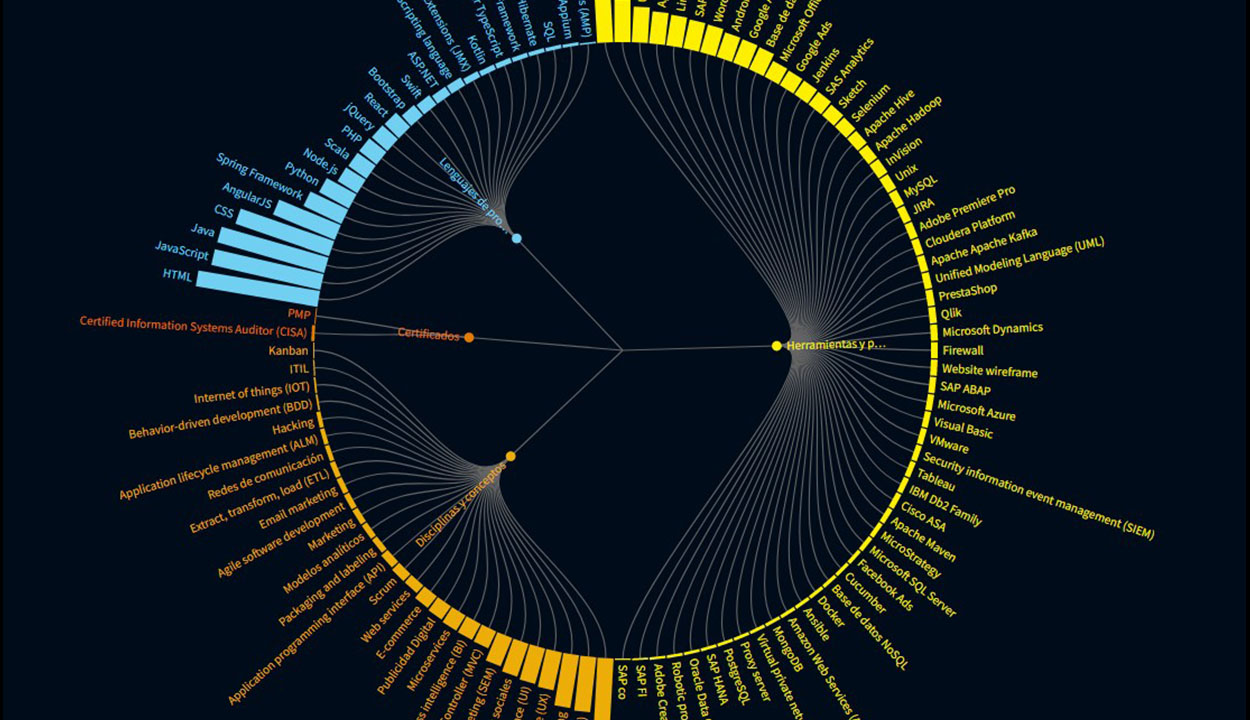 (AMP)
Appium
SQL
Hibernate
ramework
TypeScript
Kotlin
xtensions (JMX)
scripting language
ASP.NET
Swift
Bootstrap
React
jQuery
PHP
Scala
Node.js
Python
Spring Framework
AngularJS
CSS
Java
JavaScript
HTML
Lenguajes de pro...
PMP
Certified Information Systems Auditor (CISA)
Certificados
Kanban
ITIL
Internet of things (IOT)
Behavior-driven development (BDD)
Hacking
Application lifecycle management (ALM)
Redes de comunicación
Extract, transform, load (ETL)
Email marketing
Agile software development
Marketing
Modelos analíticos
Packaging and labeling
Application programming interface (API)
Scrum
Web services
E-commerce
Publicidad Digital
Microservices
s intelligence (BI)
controller (MVC)
eting (SEM)
sociales
ce (UI)
(UX)
Disciplinas y conceptos
Herramientas y p...
SAP
Wor
Andro
Google A
Base de da
Microsoft Offi
Google Ads
Jenkins
SAS Analytics
Sketch
Selenium
Apache Hive
Apache Hadoop
InVision
Unix
MySQL
JIRA
Adobe Premiere Pro
Cloudera Platform
Apache Apache Kafka
Unified Modeling Language (UML)
PrestaShop
Qlik
Microsoft Dynamics
Firewall
Website wireframe
SAP ABAP
Microsoft Azure
Visual Basic
VMware
Security information event management (SIEM)
Tableau
IBM Db2 Family
Cisco ASA
Apache Maven
MicroStrategy
Microsoft SQL Server
Facebook Ads
Cucumber
Base de datos NoSQL
Docker
Ansible
Amazon Web Services (
MongoDB
Virtual private netw
Proxy server
PostgreSQL
SAP HANA
Oracle Data
Robotic pro
Adobe Crea
SAP FI
SAP co